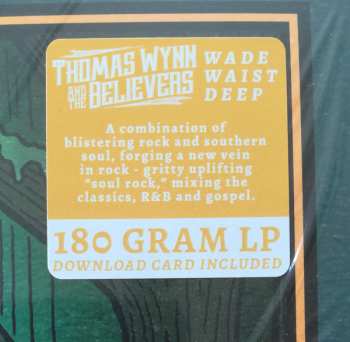 THOMAS WYNN
AND THE BELIEVERS
WADE
WAIST
DEEP
A combination of
blistering rock and southern
soul, forging a new vein
in rock - gritty uplifting
"soul rock," mixing the
classics, R&B and gospel.
180 GRAM LP
DOWNLOAD CARD INCLUDED